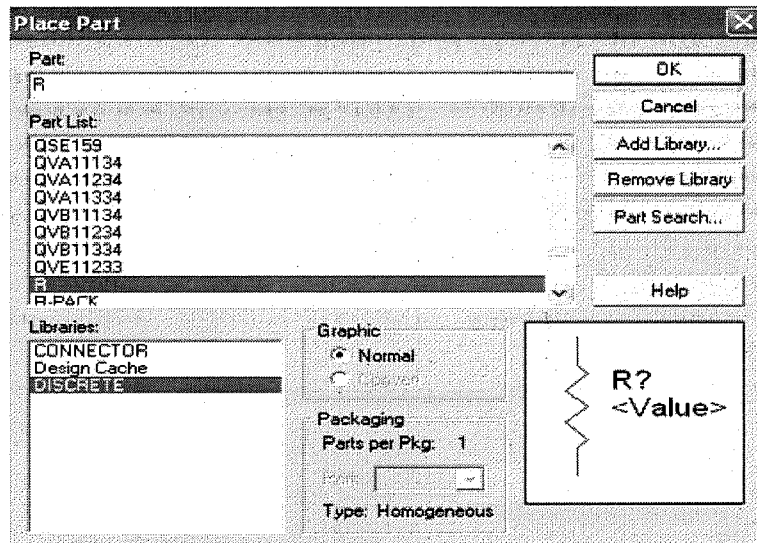 Place Part
Part:
R
OK
Cancel
Part List:
QSE159
QVA11134
QVA11234
QVA11334
QVB11134
QVB11234
QVB11334
QVE11233
R
R-PACK
Add Library...
Remove Library
Part Search...
Help
Libraries:
CONNECTOR
Design Cache
DISCRETE
Graphic
Normal
Convert
Packaging
Parts per Pkg: 1
Part:
Type: Homogeneous
R?
<Value>